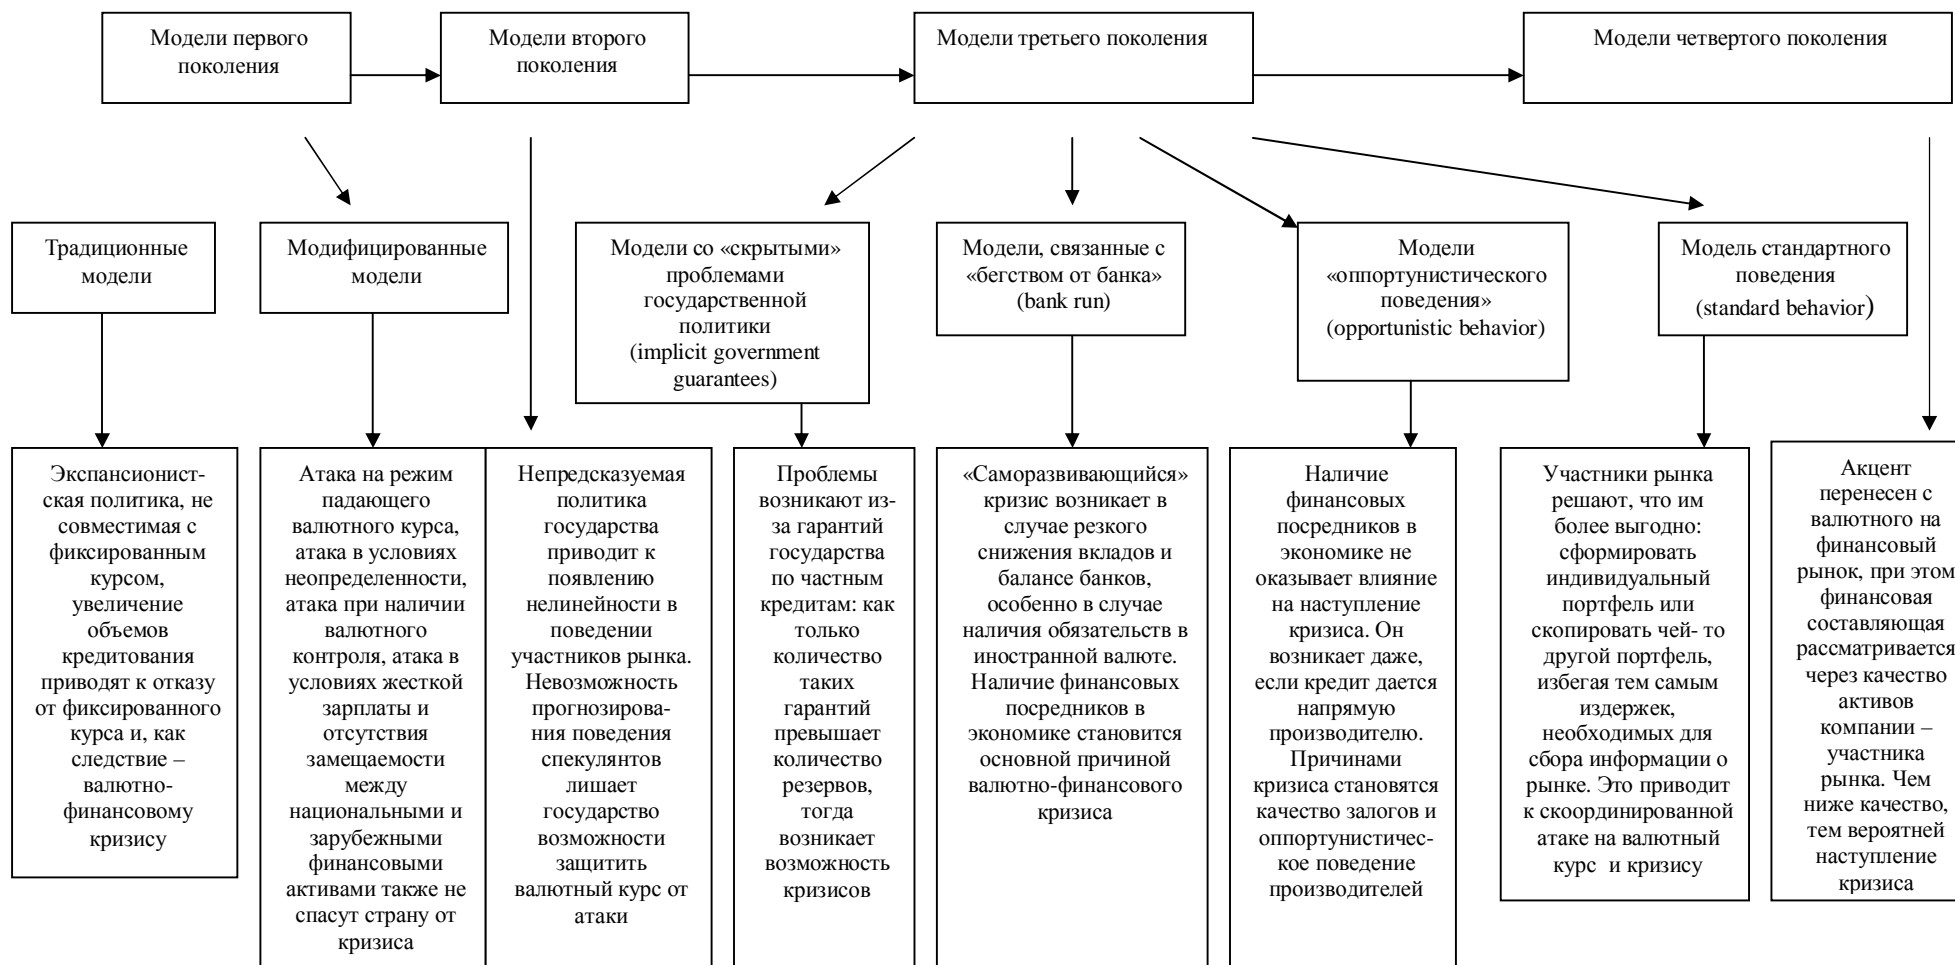 Модели первого
поколения
Модели второго
поколения
Модели третьего поколения
Модели четвертого поколения
Традиционные
модели
Модифицированные
модели
Модели со «скрытыми»
проблемами
государственной
политики
(implicit government
guarantees)
Модели, связанные с
«бегством от банка»
(bank run)
Модели
«оппортунистического
поведения»
(opportunistic behavior)
Модель стандартного
поведения
(standard behavior)
Экспансионист-
ская политика, не
совместимая с
фиксированным
курсом,
увеличение
объемов
кредитования
приводят к отказу
от фиксированного
курса и, как
следствие –
валютно-
финансовому
кризису
Атака на режим
падающего
валютного курса,
атака в условиях
неопределенности,
атака при наличии
валютного
контроля, атака в
условиях жесткой
зарплаты и
отсутствия
замещаемости
между
национальными и
зарубежными
финансовыми
активами также не
спасут страну от
кризиса
Непредсказуемая
политика
государства
приводит к
появлению
нелинейности в
поведении
участников рынка.
Невозможность
прогнозирова-
ния поведения
спекулянтов
лишает
государство
возможности
защитить
валютный курс от
атаки
Проблемы
возникают из-
за гарантий
государства
по частным
кредитам: как
только
количество
таких
гарантий
превышает
количество
резервов,
тогда
возникает
возможность
кризисов
«Саморазвивающийся»
кризис возникает в
случае резкого
снижения вкладов и
балансе банков,
особенно в случае
наличия обязательств в
иностранной валюте.
Наличие финансовых
посредников в
экономике становится
основной причиной
валютно-финансового
кризиса
Наличие
финансовых
посредников в
экономике не
оказывает влияние
на наступление
кризиса. Он
возникает даже,
если кредит дается
напрямую
производителю.
Причинами
кризиса становятся
качество залогов и
оппортунистичес-
кое поведение
производителей
Участники рынка
решают, что им
более выгодно:
сформировать
индивидуальный
портфель или
скопировать чей- то
другой портфель,
избегая тем самым
издержек,
необходимых для
сбора информации о
рынке. Это приводит
к скоординированной
атаке на валютный
курс и кризису
Акцент
перенесен с
валютного на
финансовый
рынок, при этом
финансовая
составляющая
рассматривается
через качество
активов
компании –
участника
рынка. Чем
ниже качество,
тем вероятней
наступление
кризиса